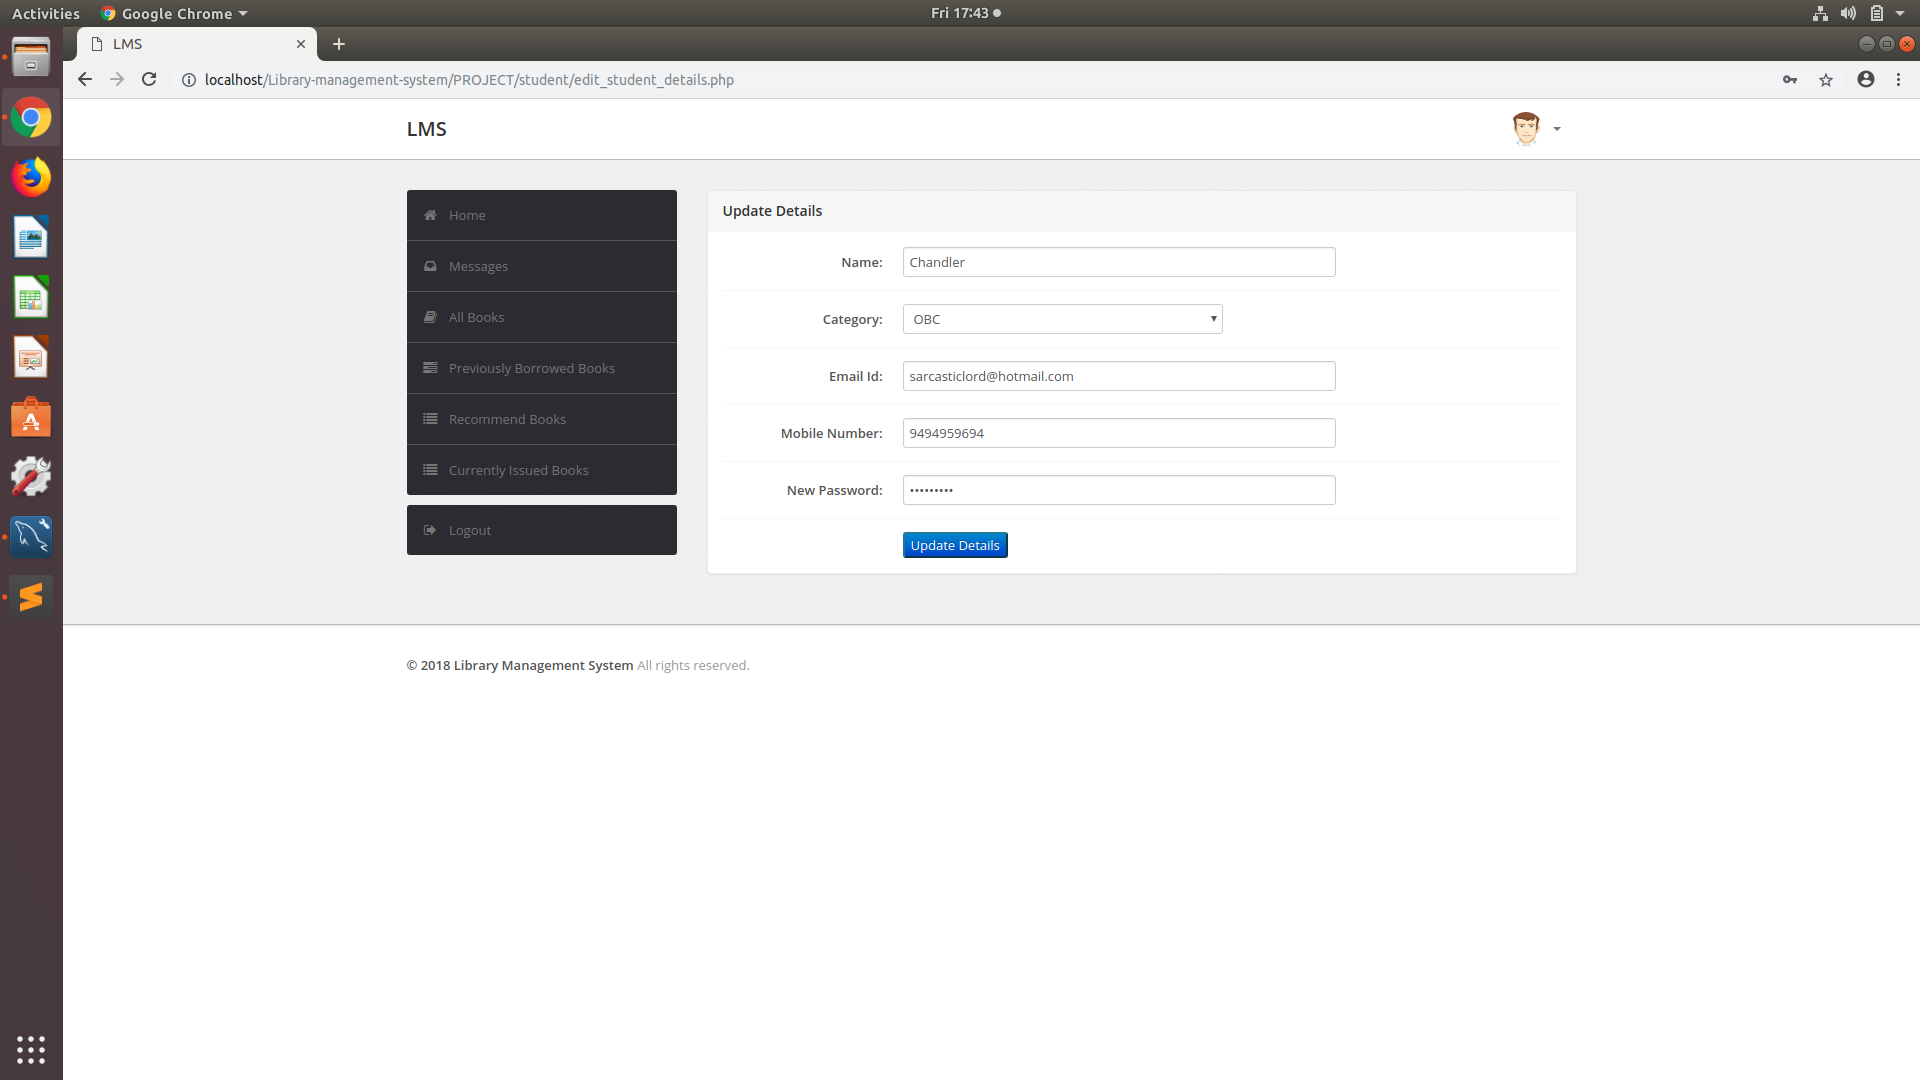 Activities Google Chrome Fri 17:43
LMS
localhost/Library-management-system/PROJECT/student/edit_student_details.php
LMS
Home
Messages
All Books
Previously Borrowed Books
Recommend Books
Currently Issued Books
Logout
Update Details
Name: Chandler
Category: OBC
Email Id: sarcasticlord@hotmail.com
Mobile Number: 9494959694
New Password: •••••••••
Update Details
© 2018 Library Management System All rights reserved.